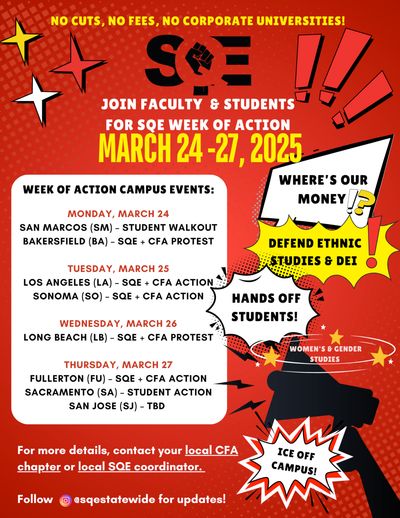 NO CUTS, NO FEES, NO CORPORATE UNIVERSITIES!
SQE
JOIN FACULTY & STUDENTS
FOR SQE WEEK OF ACTION
MARCH 24 -27, 2025
WEEK OF ACTION CAMPUS EVENTS:
MONDAY, MARCH 24
SAN MARCOS (SM) – STUDENT WALKOUT
BAKERSFIELD (BA) – SQE + CFA PROTEST
TUESDAY, MARCH 25
LOS ANGELES (LA) – SQE + CFA ACTION
SONOMA (SO) – SQE + CFA ACTION
WEDNESDAY, MARCH 26
LONG BEACH (LB) – SQE + CFA PROTEST
THURSDAY, MARCH 27
FULLERTON (FU) – SQE + CFA ACTION
SACRAMENTO (SA) – STUDENT ACTION
SAN JOSE (SJ) – TBD
WHERE'S OUR
MONEY
!?
DEFEND ETHNIC
STUDIES & DEI
!
HANDS OFF
STUDENTS!
WOMEN'S & GENDER
STUDIES
ICE OFF
CAMPUS!
For more details, contact your local CFA
chapter or local SQE coordinator.
Follow @sqestatewide for updates!